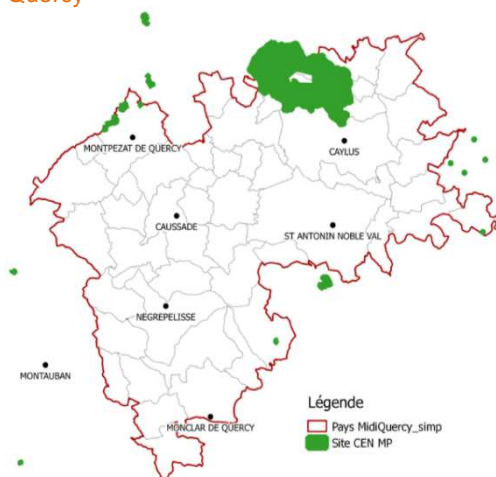 Quercy
MONTPEZAT DE QUERCY
CAYLUS
CAUSSADE
ST ANTONIN NOBLE VAL
NEGREPELISSE
MONTAUBAN
MONCLAR DE QUERCY
Légende
Pays MidiQuercy_simp
Site CEN MP